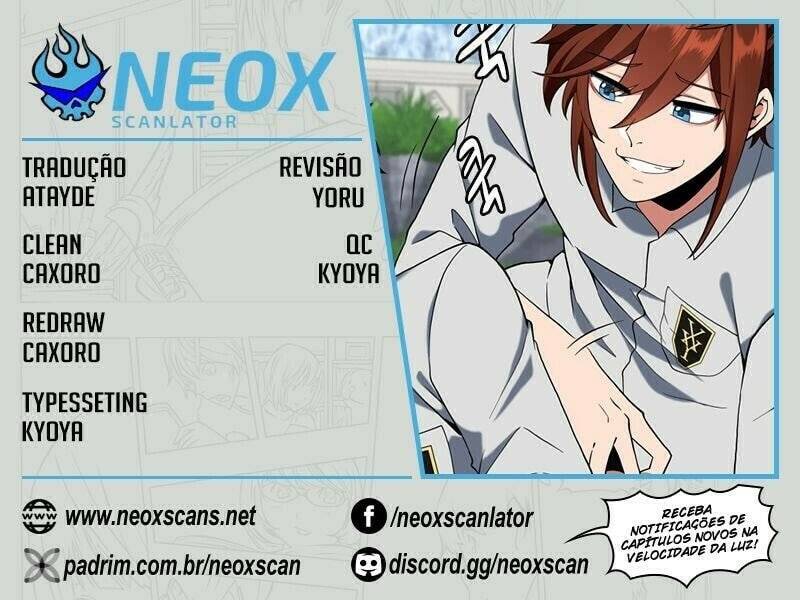 NEOX
SCANLATOR
TRADUÇÃO
ATAYDE
REVISÃO
YORU
CLEAN
CAXORO
QC
KYOYA
REDRAW
CAXORO
TYPESSETING
KYOYA
www.neoxscans.net
/neoxscanlator
padrim.com.br/neoxscan
discord.gg/neoxscan
RECEBA
NOTIFICAÇÕES DE
CAPÍTULOS NOVOS NA
VELOCIDADE DA LUZ!